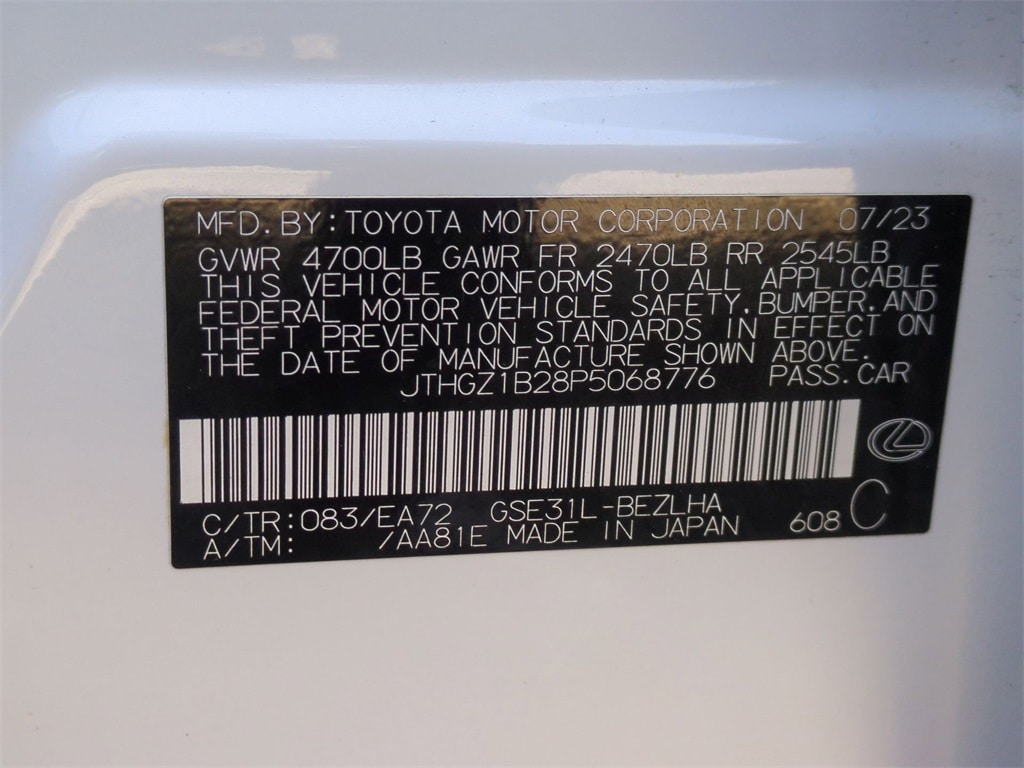 MFD.BY:TOYOTA MOTOR CORPORATION 07/23
GVWR 4700LB GAWR FR 2470LB RR 2545LB
THIS VEHICLE CONFORMS TO ALL APPLICABLE
FEDERAL MOTOR VEHICLE SAFETY,BUMPER,AND
THEFT PREVENTION STANDARDS IN EFFECT ON
THE DATE OF MANUFACTURE SHOWN ABOVE.
JTHGZ1B28P5068776 PASS.CAR
C/TR:083/EA72 GSE31L-BEZLHA
A/TM: /AA81E MADE IN JAPAN 608 C